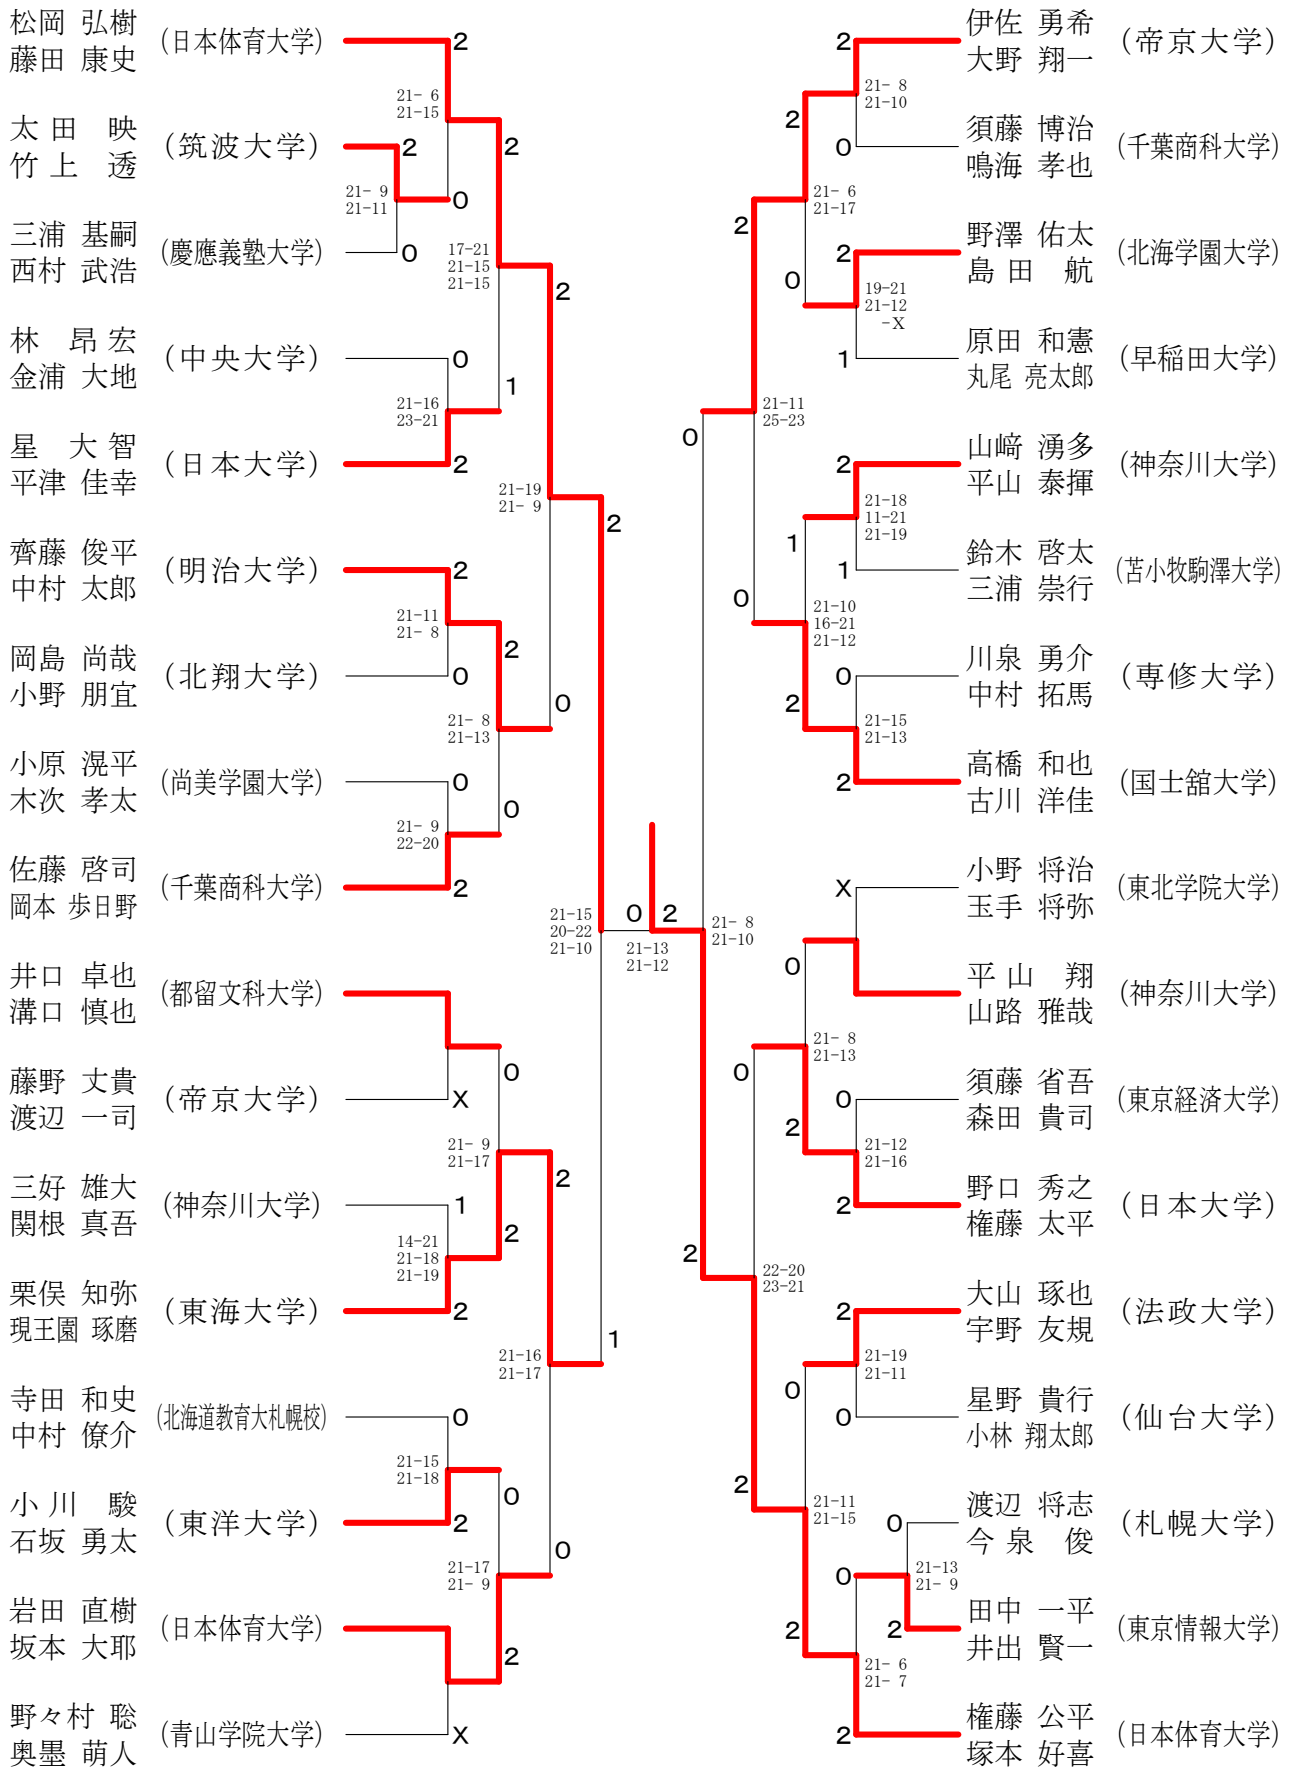 松岡 弘樹
藤田 康史
(日本体育大学)
2
21- 6
21-15
太田 映
竹上 透
(筑波大学)
2
2
21- 9
21-11
0
三浦 基嗣
西村 武浩
(慶應義塾大学)
0
17-21
21-15
21-15
2
林 昂宏
金浦 大地
(中央大学)
0
1
21-16
23-21
星 大智
平津 佳幸
(日本大学)
2
21-19
21- 9
2
齊藤 俊平
中村 太郎
(明治大学)
2
21-11
21- 8
2
岡島 尚哉
小野 朋宜
(北翔大学)
0
0
21- 8
21-13
小原 滉平
木次 孝太
(尚美学園大学)
0
0
21- 9
22-20
佐藤 啓司
岡本 歩日野
(千葉商科大学)
2
21-15
20-22
21-10
0
2
21-13
21-12
井口 卓也
溝口 慎也
(都留文科大学)
0
藤野 丈貴
渡辺 一司
(帝京大学)
X
21- 9
21-17
2
三好 雄大
関根 真吾
(神奈川大学)
1
2
14-21
21-18
21-19
栗俣 知弥
現王園 琢磨
(東海大学)
2
1
21-16
21-17
寺田 和史
中村 僚介
(北海道教育大札幌校)
0
21-15
21-18
0
小川 駿
石坂 勇太
(東洋大学)
2
0
21-17
21- 9
岩田 直樹
坂本 大耶
(日本体育大学)
2
野々村 聡
奥墨 萌人
(青山学院大学)
X
2
伊佐 勇希
大野 翔一
(帝京大学)
21- 8
21-10
2
0
須藤 博治
鳴海 孝也
(千葉商科大学)
21- 6
21-17
2
2
野澤 佑太
島田 航
(北海学園大学)
0
19-21
21-12
-X
1
原田 和憲
丸尾 亮太郎
(早稲田大学)
21-11
25-23
0
2
山﨑 湧多
平山 泰揮
(神奈川大学)
21-18
11-21
21-19
1
1
鈴木 啓太
三浦 崇行
(苫小牧駒澤大学)
0
21-10
16-21
21-12
0
川泉 勇介
中村 拓馬
(専修大学)
2
21-15
21-13
2
高橋 和也
古川 洋佳
(国士舘大学)
X
小野 将治
玉手 将弥
(東北学院大学)
21- 8
21-10
0
平山 翔
山路 雅哉
(神奈川大学)
21- 8
21-13
0
0
須藤 省吾
森田 貴司
(東京経済大学)
2
21-12
21-16
2
野口 秀之
権藤 太平
(日本大学)
2
22-20
23-21
2
大山 琢也
宇野 友規
(法政大学)
21-19
21-11
0
0
星野 貴行
小林 翔太郎
(仙台大学)
2
21-11
21-15
0
渡辺 将志
今泉 俊
(札幌大学)
0
21-13
21- 9
2
2
田中 一平
井出 賢一
(東京情報大学)
21- 6
21- 7
2
権藤 公平
塚本 好喜
(日本体育大学)